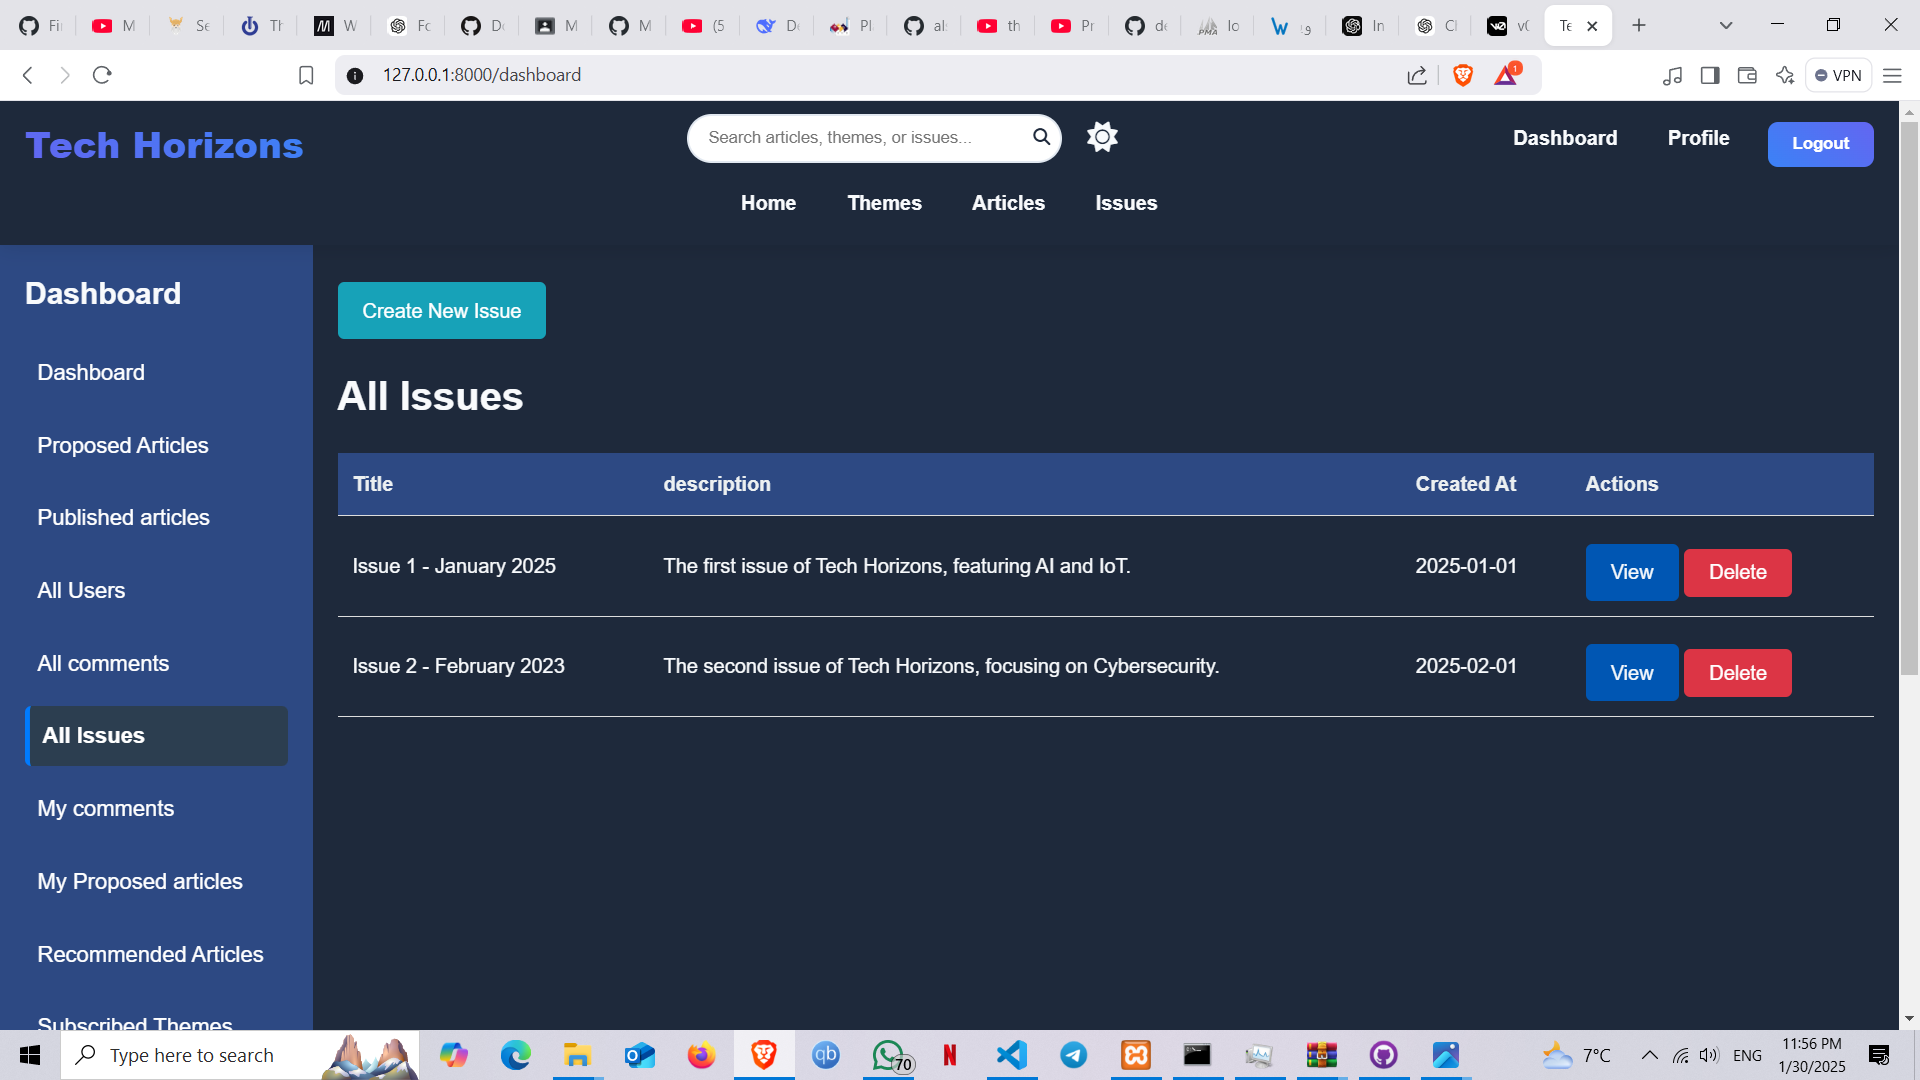 Fi
M
Se
Th
W
Fo
De
M
M
(5
De
Pl
al
th
Pr
de
lo
In
Cl
v0
Te
127.0.0.1:8000/dashboard
1
VPN
Tech Horizons
Search articles, themes, or issues...
Dashboard
Profile
Logout
Home
Themes
Articles
Issues
Dashboard
Dashboard
Proposed Articles
Published articles
All Users
All comments
All Issues
My comments
My Proposed articles
Recommended Articles
Subscribed Themes
Create New Issue
All Issues
Title description Created At Actions
Issue 1 - January 2025 The first issue of Tech Horizons, featuring AI and IoT. 2025-01-01 View Delete
Issue 2 - February 2023 The second issue of Tech Horizons, focusing on Cybersecurity. 2025-02-01 View Delete
Type here to search
70
7°C
ENG
11:56 PM
1/30/2025